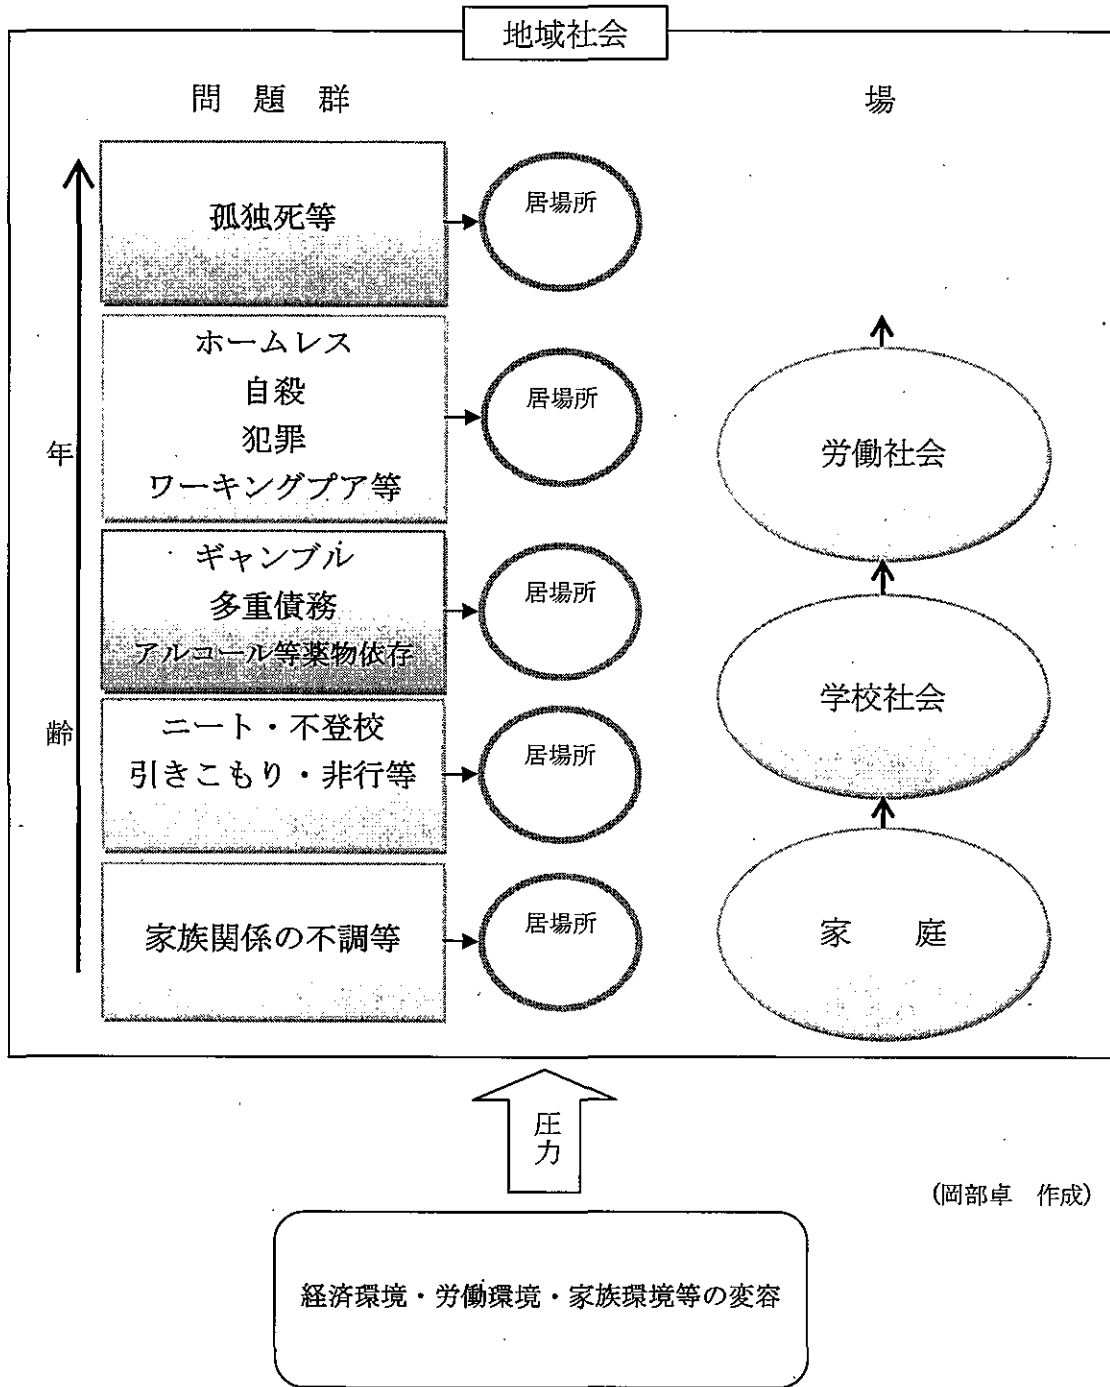 地域社会
問 題 群
場
孤独死等
居場所
ホームレス
自殺
犯罪
ワーキングプア等
居場所
労働社会
年
ギャンブル
多重債務
アルコール等薬物依存
居場所
学校社会
齢
ニート・不登校
引きこもり・非行等
居場所
家族関係の不調等
居場所
家　庭
圧
力
(岡部卓　作成)
経済環境・労働環境・家族環境等の変容